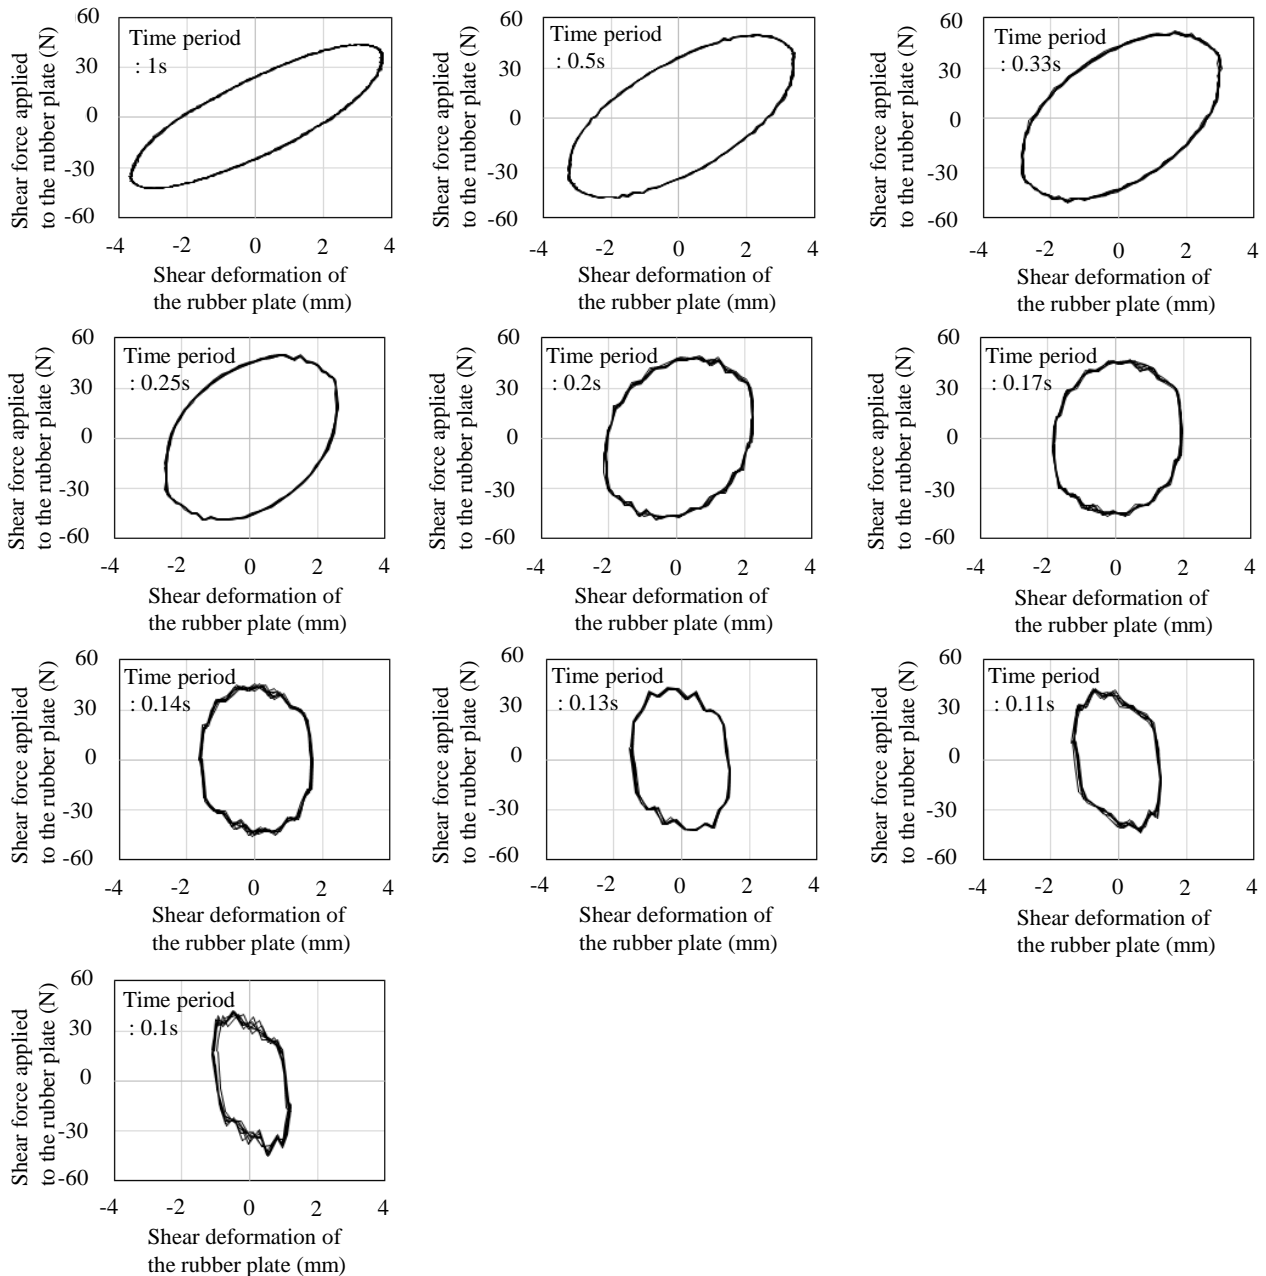 Shear force applied
to the rubber plate (N)
60
30
0
-30
-60
Time period
: 1s
-4
-2
0
2
4
Shear deformation of
the rubber plate (mm)
Shear force applied
to the rubber plate (N)
60
30
0
-30
-60
Time period
: 0.5s
-4
-2
0
2
4
Shear deformation of
the rubber plate (mm)
Shear force applied
to the rubber plate (N)
60
30
0
-30
-60
Time period
: 0.33s
-4
-2
0
2
4
Shear deformation of
the rubber plate (mm)
Shear force applied
to the rubber plate (N)
60
30
0
-30
-60
Time period
: 0.25s
-4
-2
0
2
4
Shear deformation of
the rubber plate (mm)
Shear force applied
to the rubber plate (N)
60
30
0
-30
-60
Time period
: 0.2s
-4
-2
0
2
4
Shear deformation of
the rubber plate (mm)
Shear force applied
to the rubber plate (N)
60
30
0
-30
-60
Time period
: 0.17s
-4
-2
0
2
4
Shear deformation of
the rubber plate (mm)
Shear force applied
to the rubber plate (N)
60
30
0
-30
-60
Time period
: 0.14s
-4
-2
0
2
4
Shear deformation of
the rubber plate (mm)
Shear force applied
to the rubber plate (N)
60
30
0
-30
-60
Time period
: 0.13s
-4
-2
0
2
4
Shear deformation of
the rubber plate (mm)
Shear force applied
to the rubber plate (N)
60
30
0
-30
-60
Time period
: 0.11s
-4
-2
0
2
4
Shear deformation of
the rubber plate (mm)
Shear force applied
to the rubber plate (N)
60
30
0
-30
-60
Time period
: 0.1s
-4
-2
0
2
4
Shear deformation of
the rubber plate (mm)